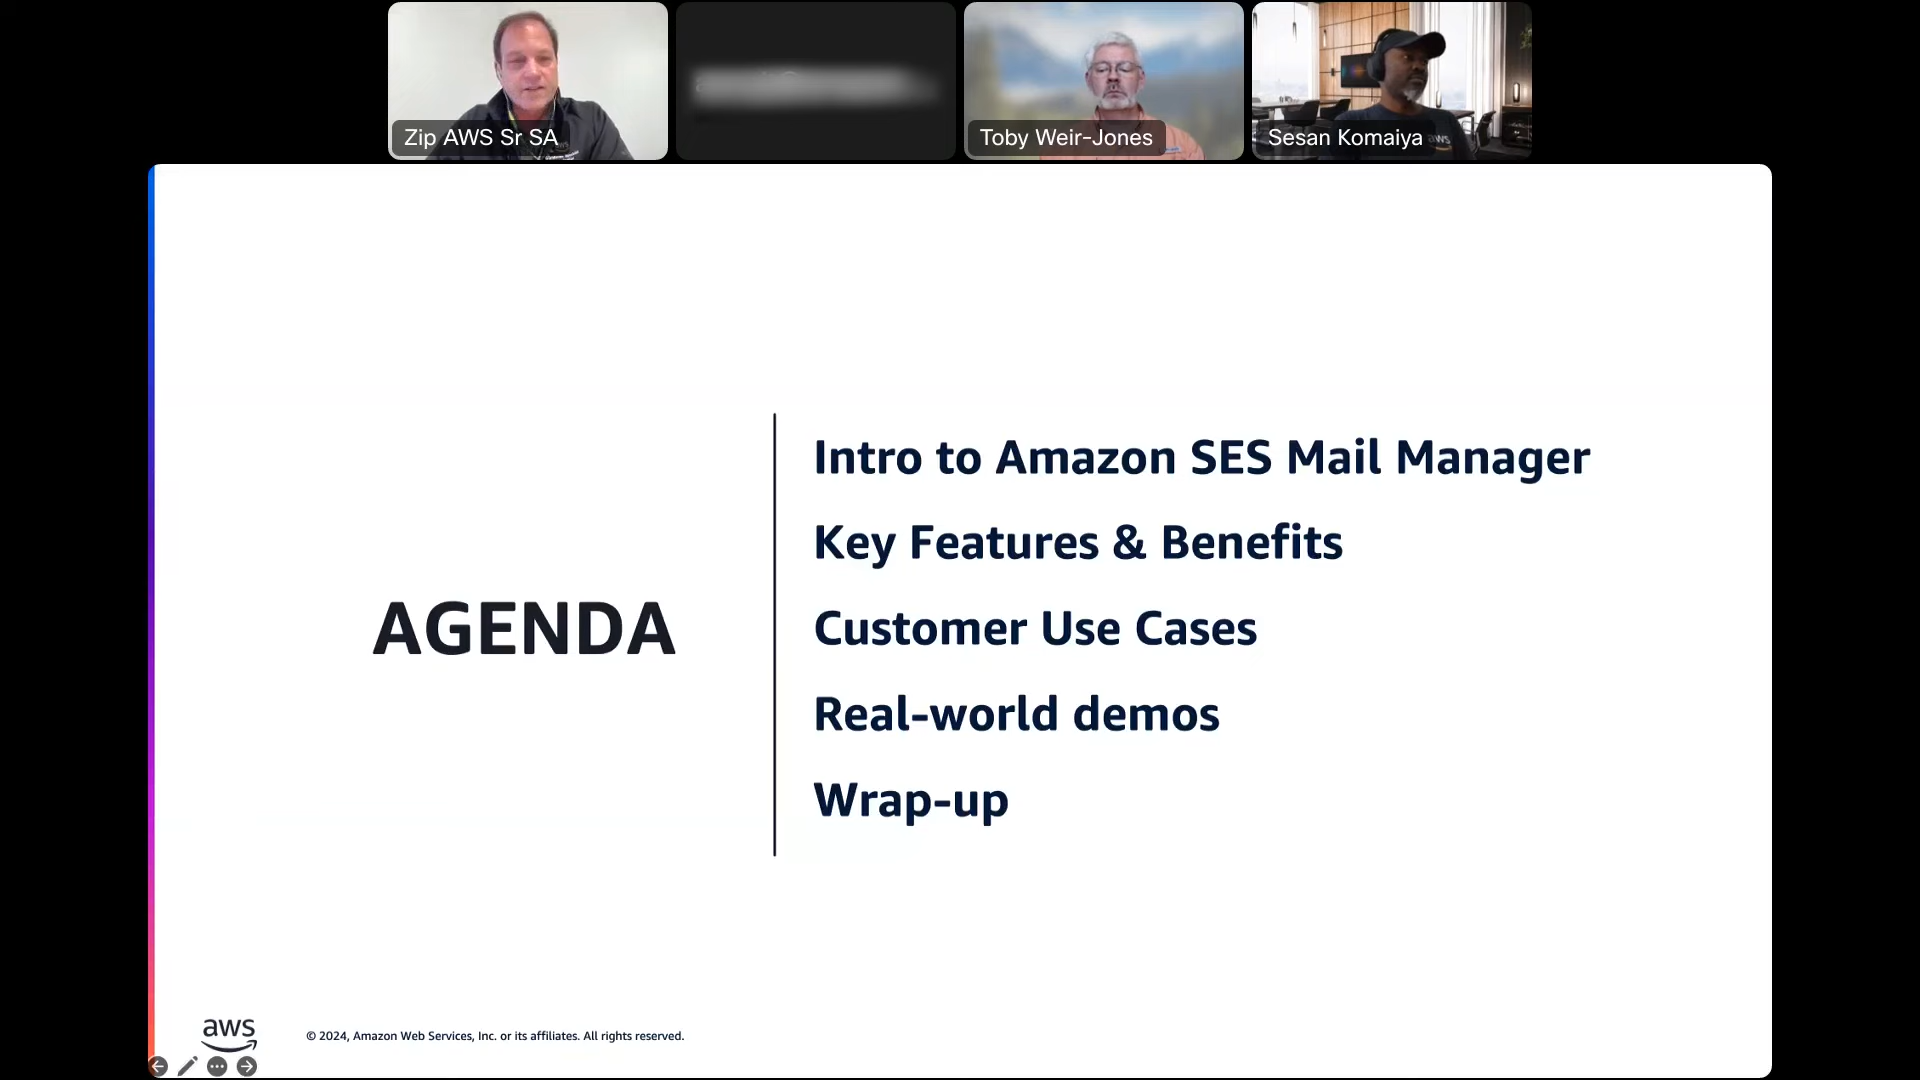 Zip AWS Sr SA
Toby Weir-Jones
Sesan Komaiya
aws
AGENDA
Intro to Amazon SES Mail Manager
Key Features & Benefits
Customer Use Cases
Real-world demos
Wrap-up
aws
© 2024, Amazon Web Services, Inc. or its affiliates. All rights reserved.